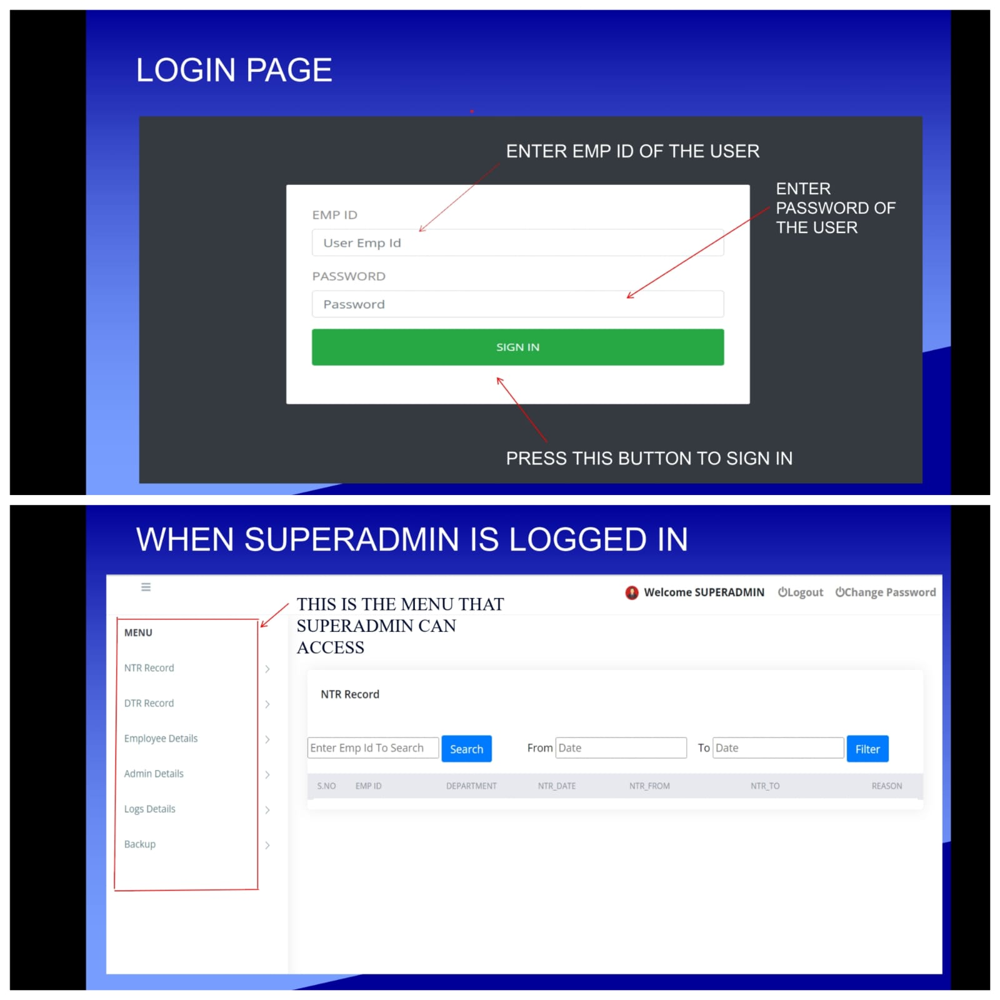 LOGIN PAGE
ENTER EMP ID OF THE USER
ENTER
PASSWORD OF
THE USER
EMP ID
User Emp Id
PASSWORD
Password
SIGN IN
PRESS THIS BUTTON TO SIGN IN
WHEN SUPERADMIN IS LOGGED IN
Welcome SUPERADMIN Logout Change Password
THIS IS THE MENU THAT
SUPERADMIN CAN
ACCESS
MENU
NTR Record
DTR Record
Employee Details
Admin Details
Logs Details
Backup
NTR Record
Enter Emp Id To Search Search From Date To Date Filter
S.NO EMP ID DEPARTMENT NTR_DATE NTR_FROM NTR_TO REASON